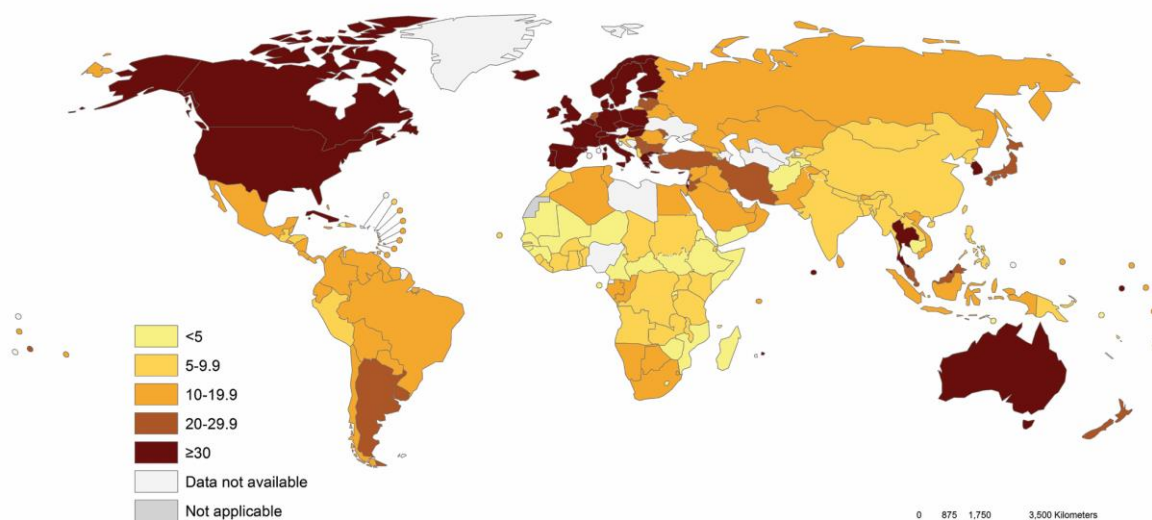 <5
5-9.9
10-19.9
20-29.9
≥30
Data not available
Not applicable
0 875 1,750 3,500 Kilometers